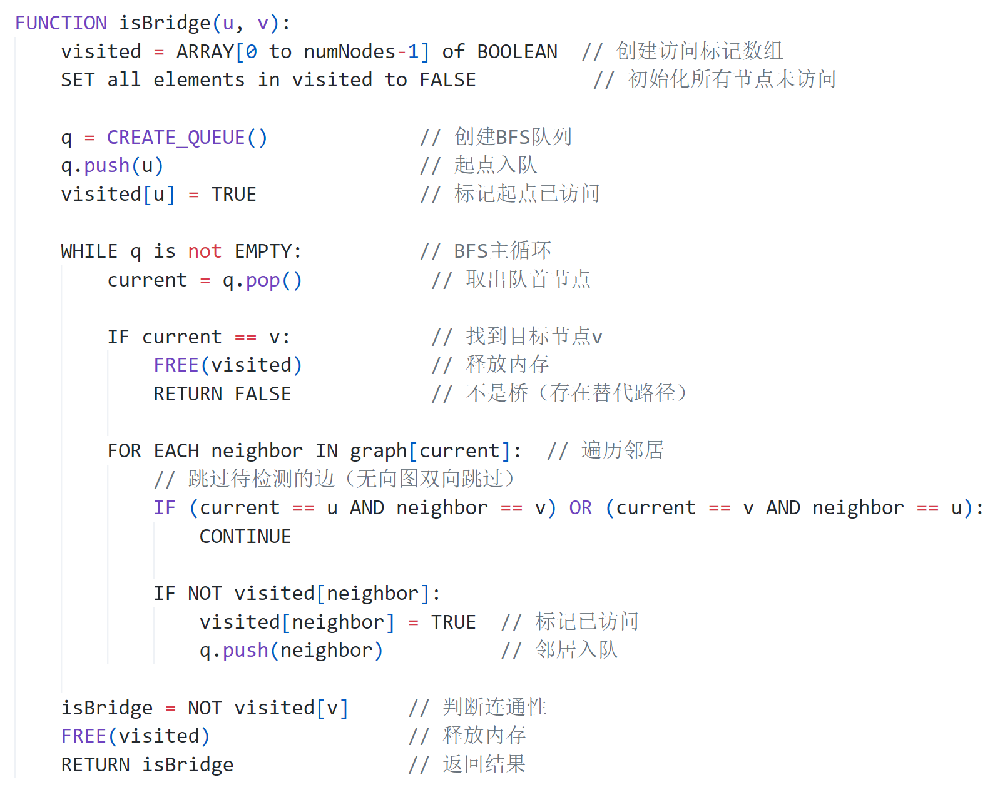 FUNCTION isBridge(u, v):
    visited = ARRAY[0 to numNodes-1] of BOOLEAN  // 创建访问标记数组
    SET all elements in visited to FALSE          // 初始化所有节点未访问

    q = CREATE_QUEUE()             // 创建BFS队列
    q.push(u)                      // 起点入队
    visited[u] = TRUE              // 标记起点已访问

    WHILE q is not EMPTY:          // BFS主循环
        current = q.pop()           // 取出队首节点

        IF current == v:            // 找到目标节点v
            FREE(visited)           // 释放内存
            RETURN FALSE            // 不是桥（存在替代路径）

        FOR EACH neighbor IN graph[current]:  // 遍历邻居
            // 跳过待检测的边（无向图双向跳过）
            IF (current == u AND neighbor == v) OR (current == v AND neighbor == u):
                CONTINUE

            IF NOT visited[neighbor]:
                visited[neighbor] = TRUE  // 标记已访问
                q.push(neighbor)          // 邻居入队

    isBridge = NOT visited[v]     // 判断连通性
    FREE(visited)                 // 释放内存
    RETURN isBridge               // 返回结果